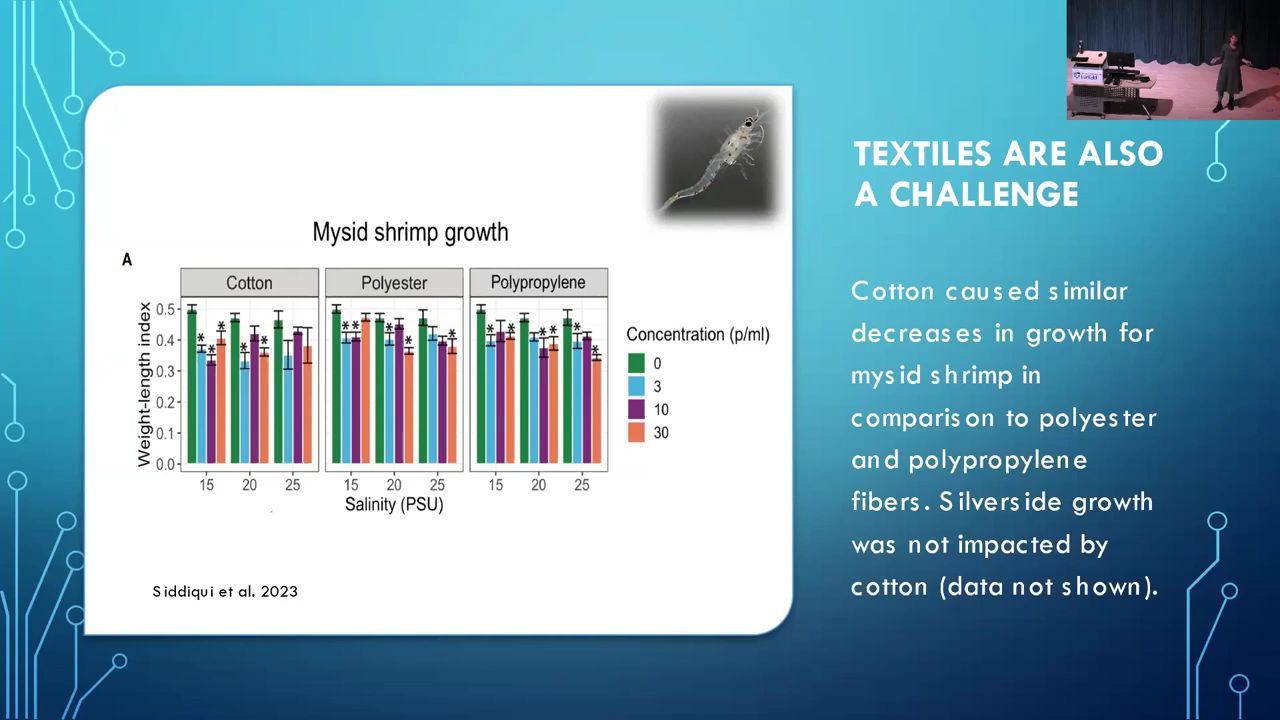 TEXTILES ARE ALSO
A CHALLENGE
Mysid shrimp growth
A
Cotton
Polyester
Polypropylene
Weight-length index
0.5
0.4
0.3
0.2
0.1
0.0
* * * * *
* * * * *
* * * * * * *
15 20 25
15 20 25
15 20 25
Salinity (PSU)
Concentration (p/ml)
0
3
10
30
Siddiqui et al. 2023
Cotton caused similar
decreases in growth for
mysid shrimp in
comparison to polyester
and polypropylene
fibers. Silverside growth
was not impacted by
cotton (data not shown).